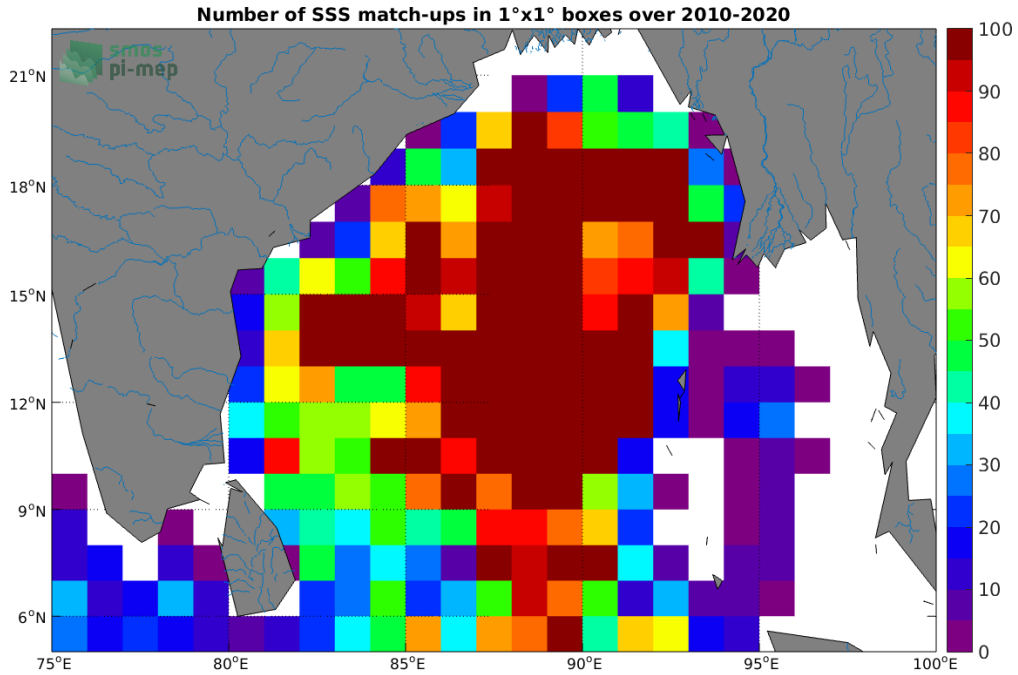 Number of SSS match-ups in 1°x1° boxes over 2010-2020
smos
pi-mep
21°N
18°N
15°N
12°N
9°N
6°N
75°E
80°E
85°E
90°E
95°E
100°E
100
90
80
70
60
50
40
30
20
10
0